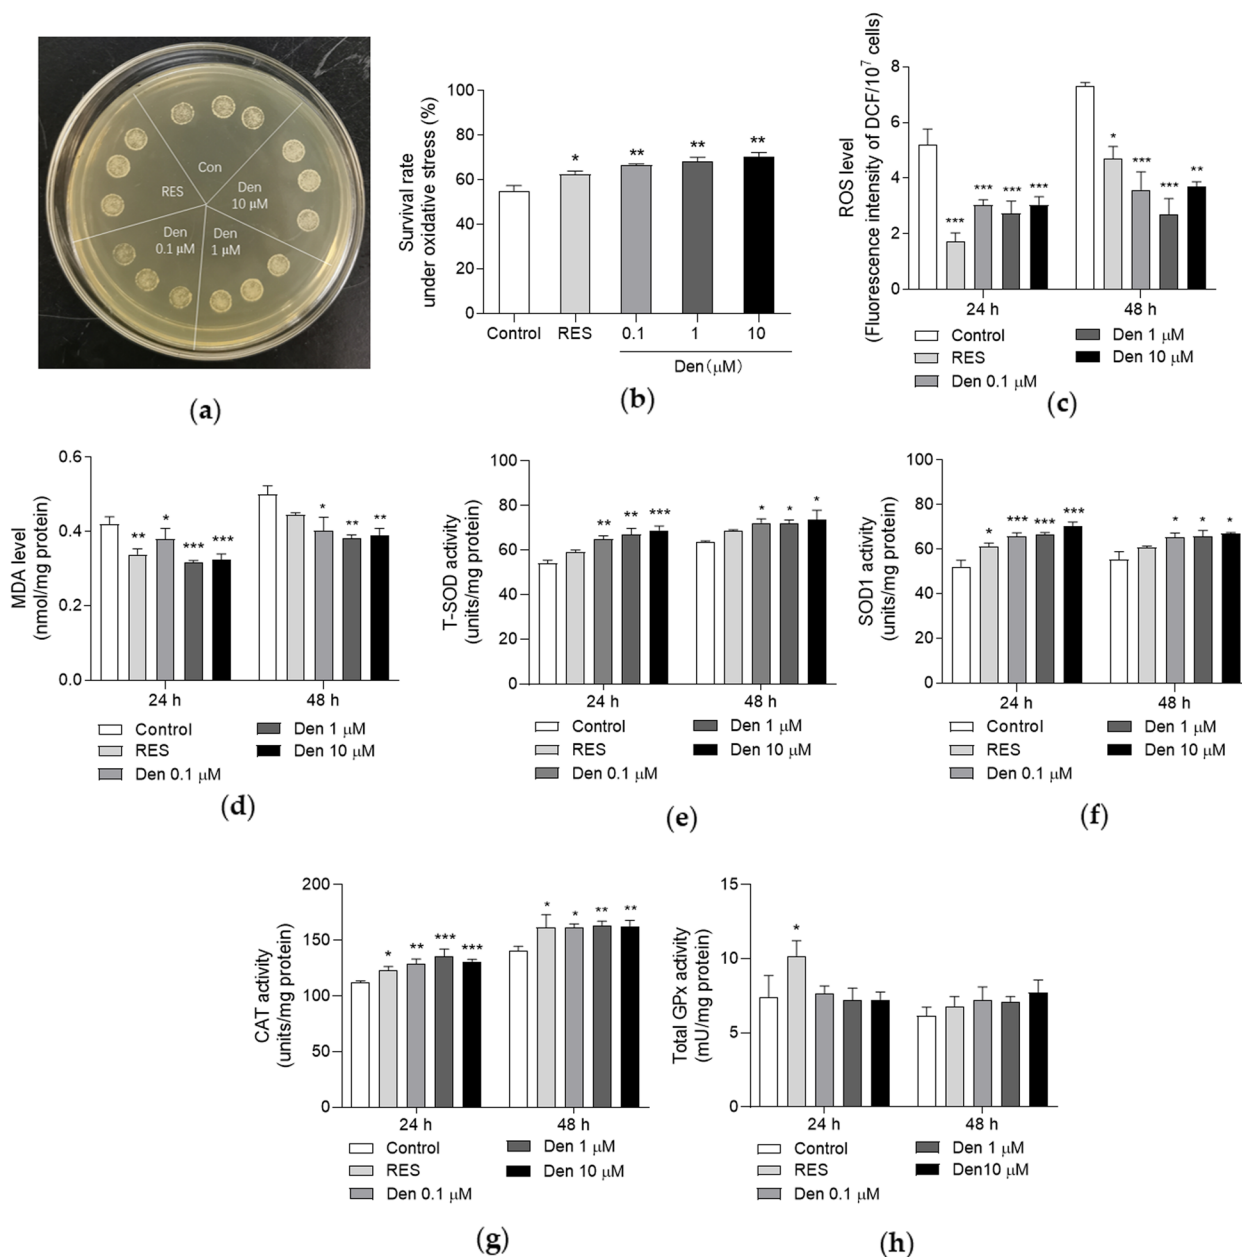 Con
RES
Den
10 μM
Den
0.1 μM
Den
1 μM
(a)
Survival rate
under oxidative stress (%)
100
80
60
40
20
0
** ** ** *
Control RES 0.1 1 10
Den(μM)
(b)
ROS level
(Fluorescence intensity of DCF/10⁷ cells)
8
6
4
2
0
*** *** *** ***
* *** *** **
24 h 48 h
Control
RES
Den 0.1 μM
Den 1 μM
Den 10 μM
(c)
MDA level
(nmol/mg protein)
0.6
0.4
0.2
0.0
** * *** ***
* ** **
24 h 48 h
Control
RES
Den 0.1 μM
Den 1 μM
Den 10 μM
(d)
T-SOD activity
(units/mg protein)
100
80
60
40
20
0
** ** ***
* * *
24 h 48 h
Control
RES
Den 0.1 μM
Den 1 μM
Den 10 μM
(e)
SOD1 activity
(units/mg protein)
100
80
60
40
20
0
* *** *** ***
* * *
24 h 48 h
Control
RES
Den 0.1 μM
Den 1 μM
Den 10 μM
(f)
CAT activity
(units/mg protein)
200
150
100
50
0
* ** *** ***
* * ** **
24 h 48 h
Control
RES
Den 0.1 μM
Den 1 μM
Den 10 μM
(g)
Total GPx activity
(mU/mg protein)
15
10
5
0
*
24 h 48 h
Control
RES
Den 0.1 μM
Den 1 μM
Den10 μM
(h)